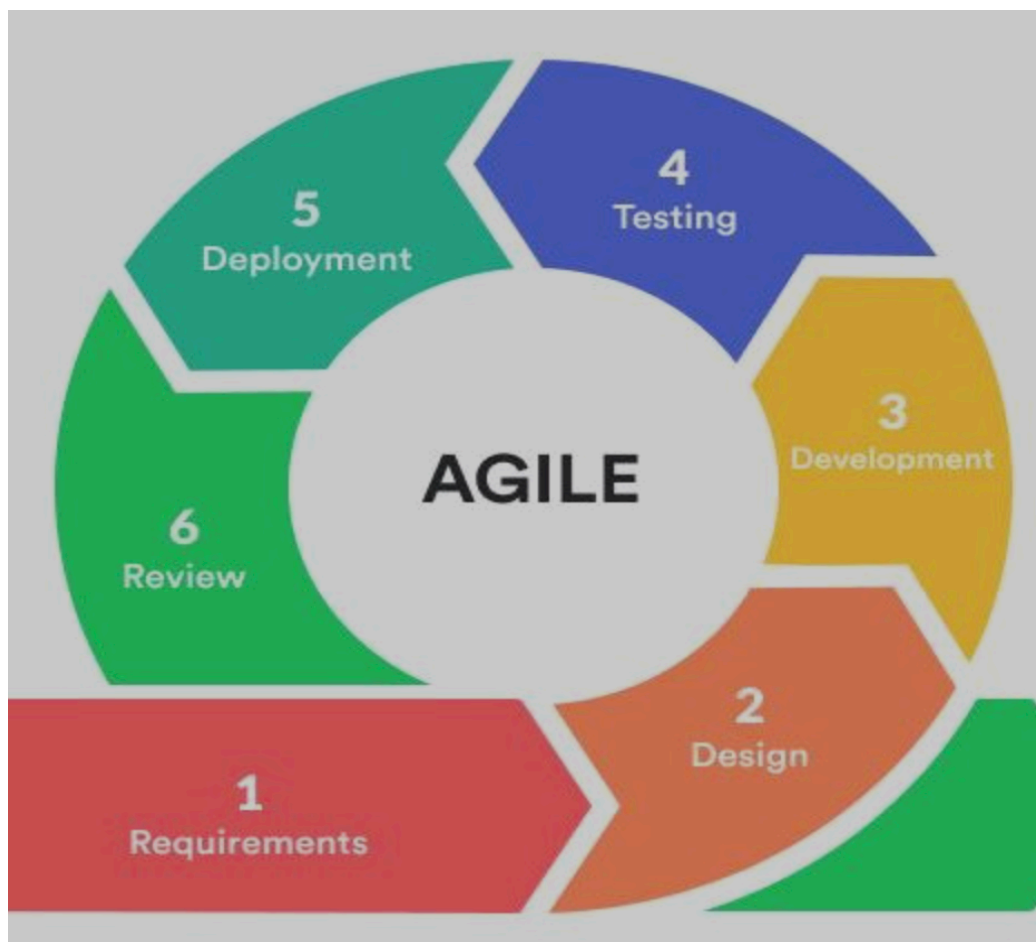 5
Deployment
4
Testing
3
Development
AGILE
6
Review
2
Design
1
Requirements